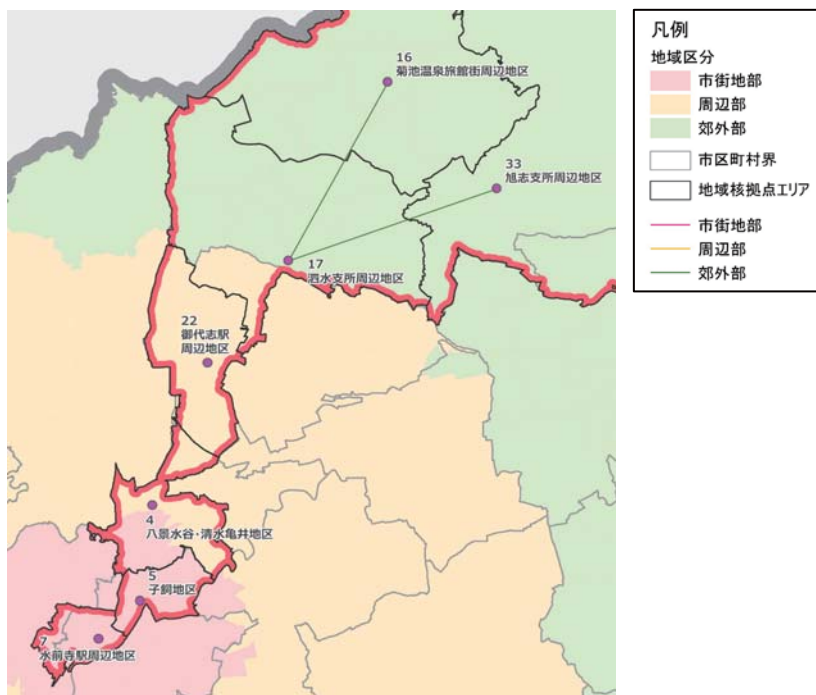 16
菊池温泉旅館街周辺地区
33
旭志支所周辺地区
17
泗水支所周辺地区
22
御代志駅
周辺地区
4
八景水谷・清水亀井地区
5
子飼地区
7
水前寺駅周辺地区
凡例
地域区分
市街地部
周辺部
郊外部
市区町村界
地域核拠点エリア
市街地部
周辺部
郊外部